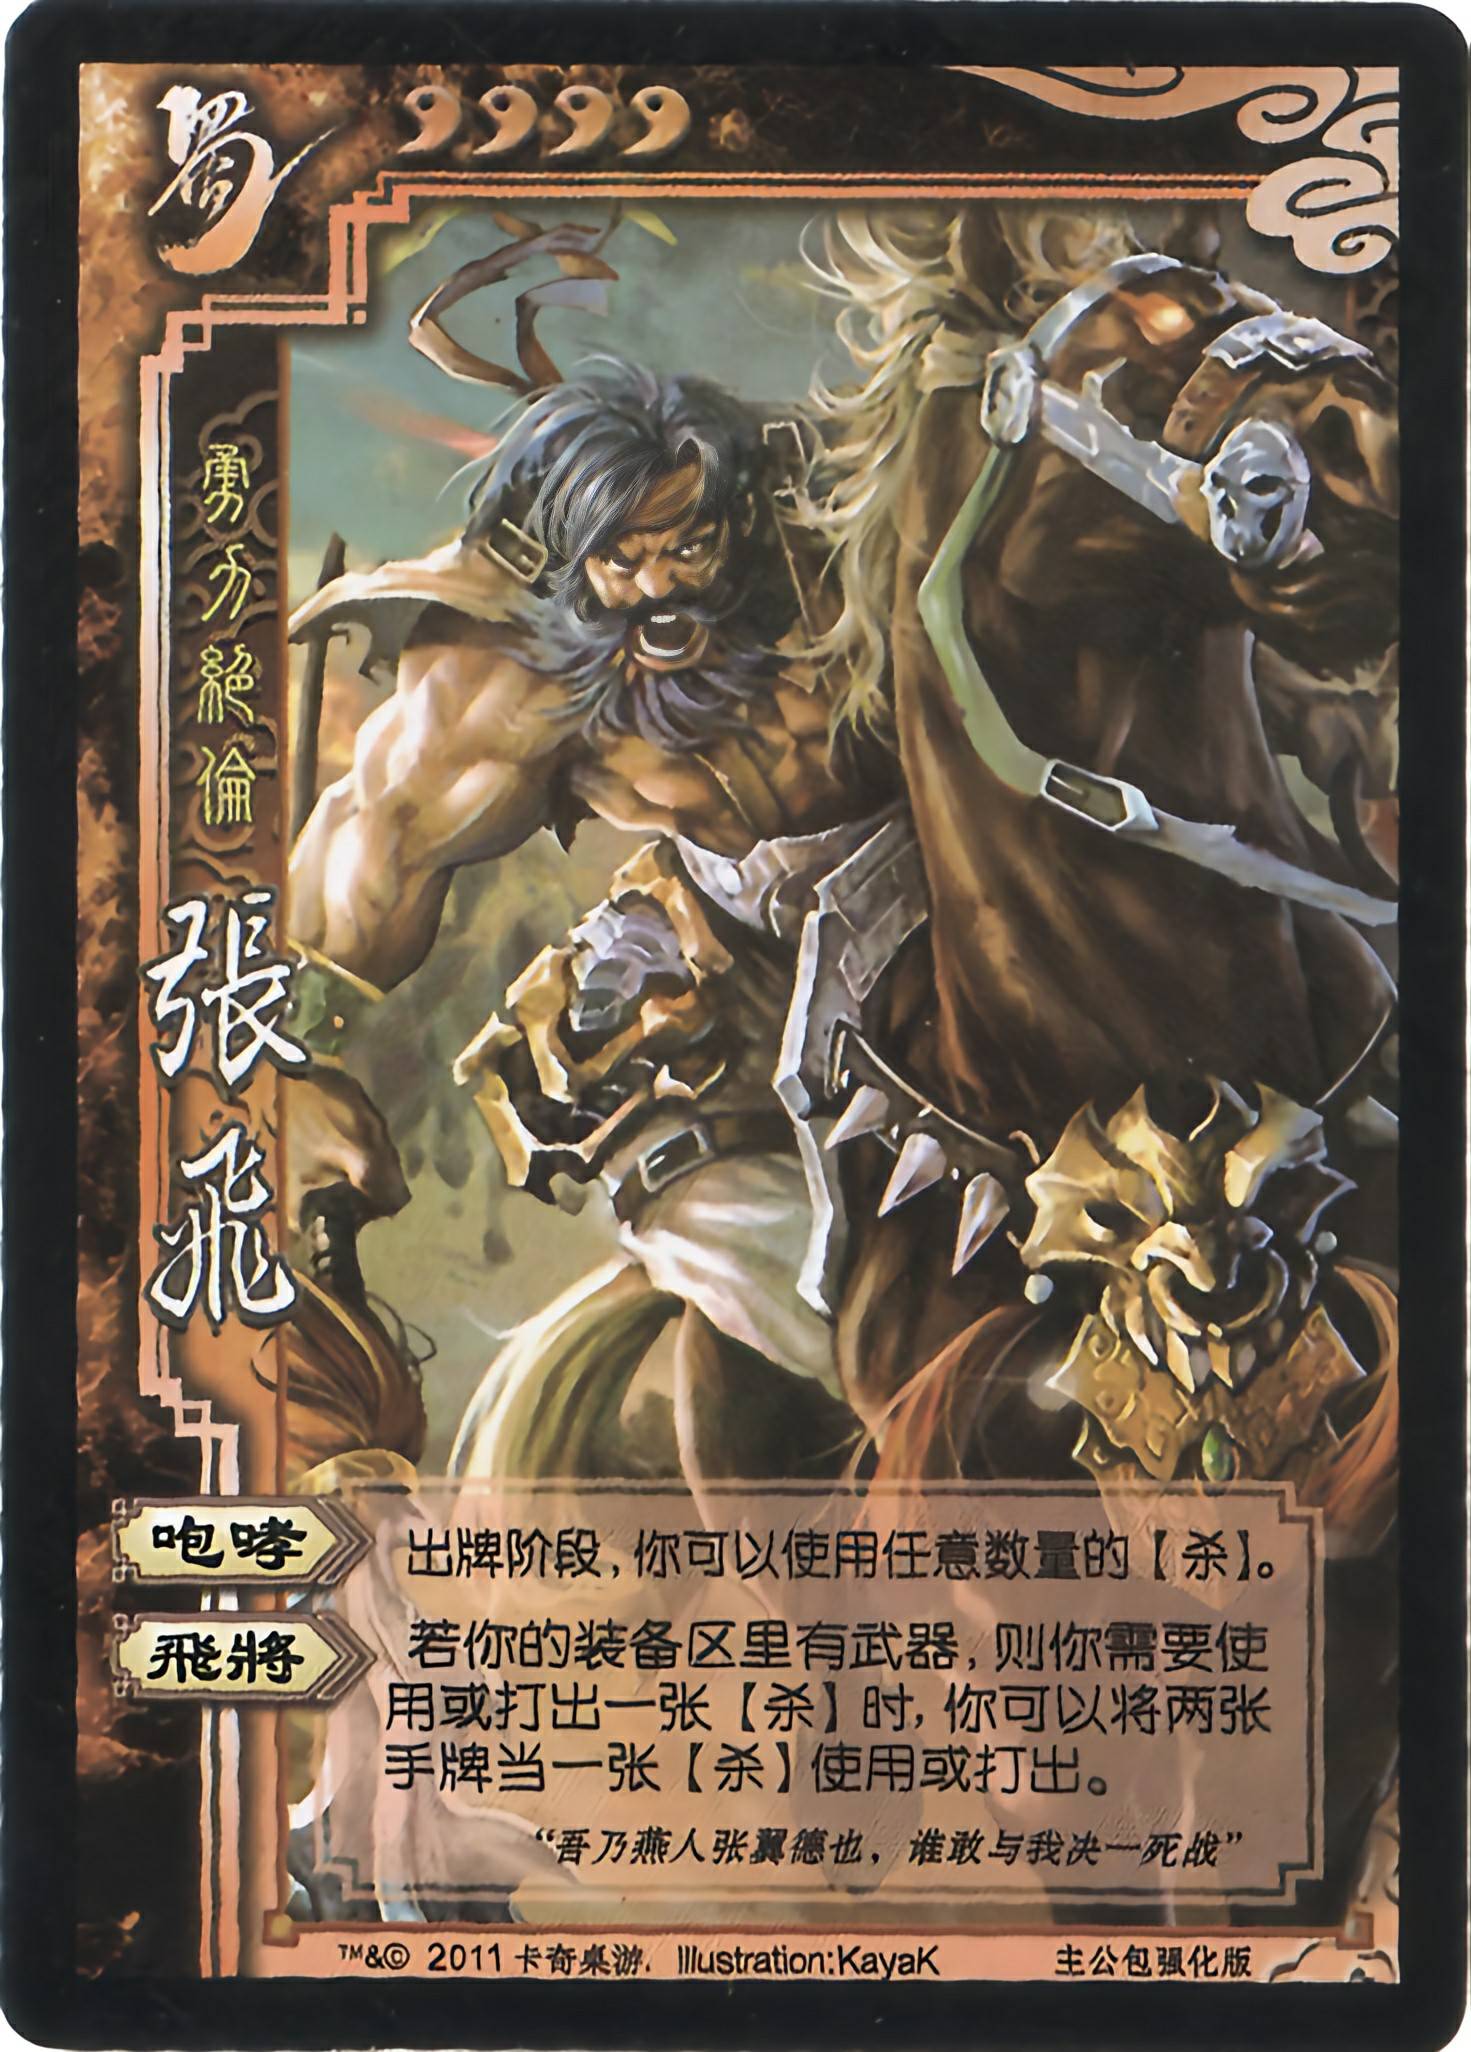 蜀
勇力絕倫
張飛
咆哮
出牌阶段，你可以使用任意数量的【杀】。
飛將
若你的装备区里有武器，则你需要使
用或打出一张【杀】时，你可以将两张
手牌当一张【杀】使用或打出。
“吾乃燕人张翼德也，谁敢与我决一死战”
™&© 2011 卡奇桌游. Illustration:KayaK
主公包强化版